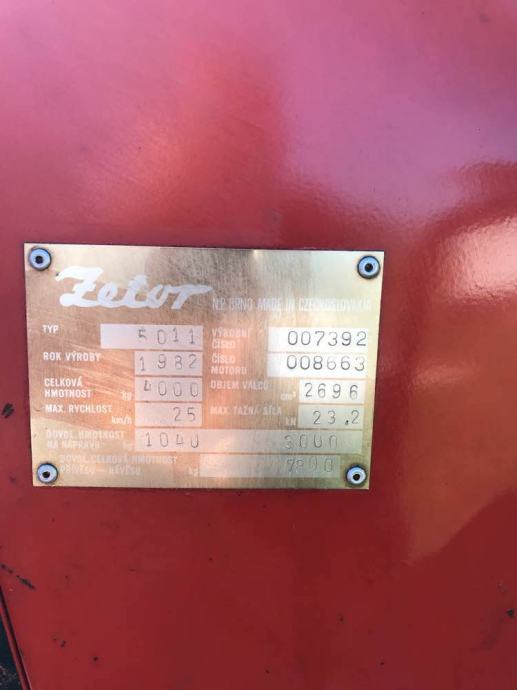 Zetor N.P. BRNO MADE IN CZECHOSLOVAKIA
TYP 5011 VÝROBNÍ ČÍSLO 007392
ROK VÝROBY 1982 ČÍSLO MOTORU 008663
CELKOVÁ HMOTNOST kg 4000 OBJEM VÁLCŮ cm³ 2696
MAX. RYCHLOST km/h 25 MAX. TAŽNÁ SÍLA kN 23,2
DOVOL. HMOTNOST NA NÁPRAVU kg 1040 3000
DOVOL. CELKOVÁ HMOTNOST
PŘÍVĚSU – NÁVĚSU kg